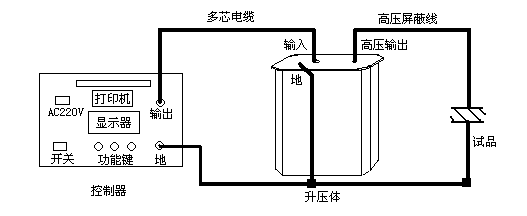 多芯电缆
高压屏蔽线
输入
高压输出
地
打印机
AC220V
输出
显示器
试品
开关
功能键
地
控制器
升压体